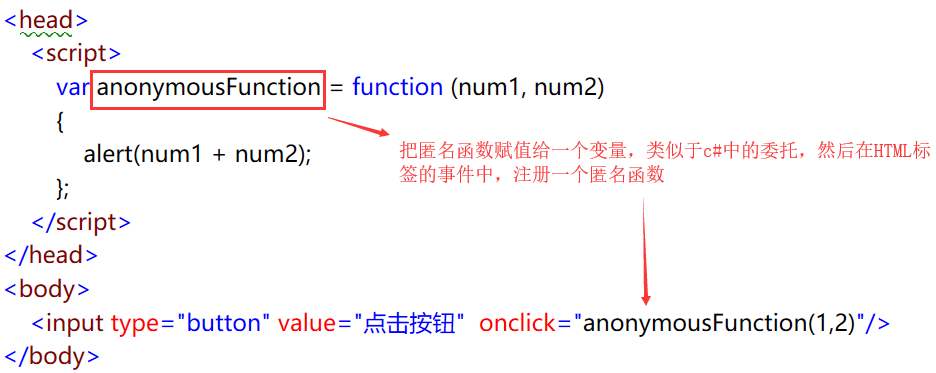 <head>
<script>
var anonymousFunction = function (num1, num2)
{
alert(num1 + num2);
};
把匿名函数赋值给一个变量，类似于c#中的委托，然后在HTML标
签的事件中，注册一个匿名函数
</script>
</head>
<body>
<input type="button" value="点击按钮" onclick="anonymousFunction(1,2)"/>
</body>